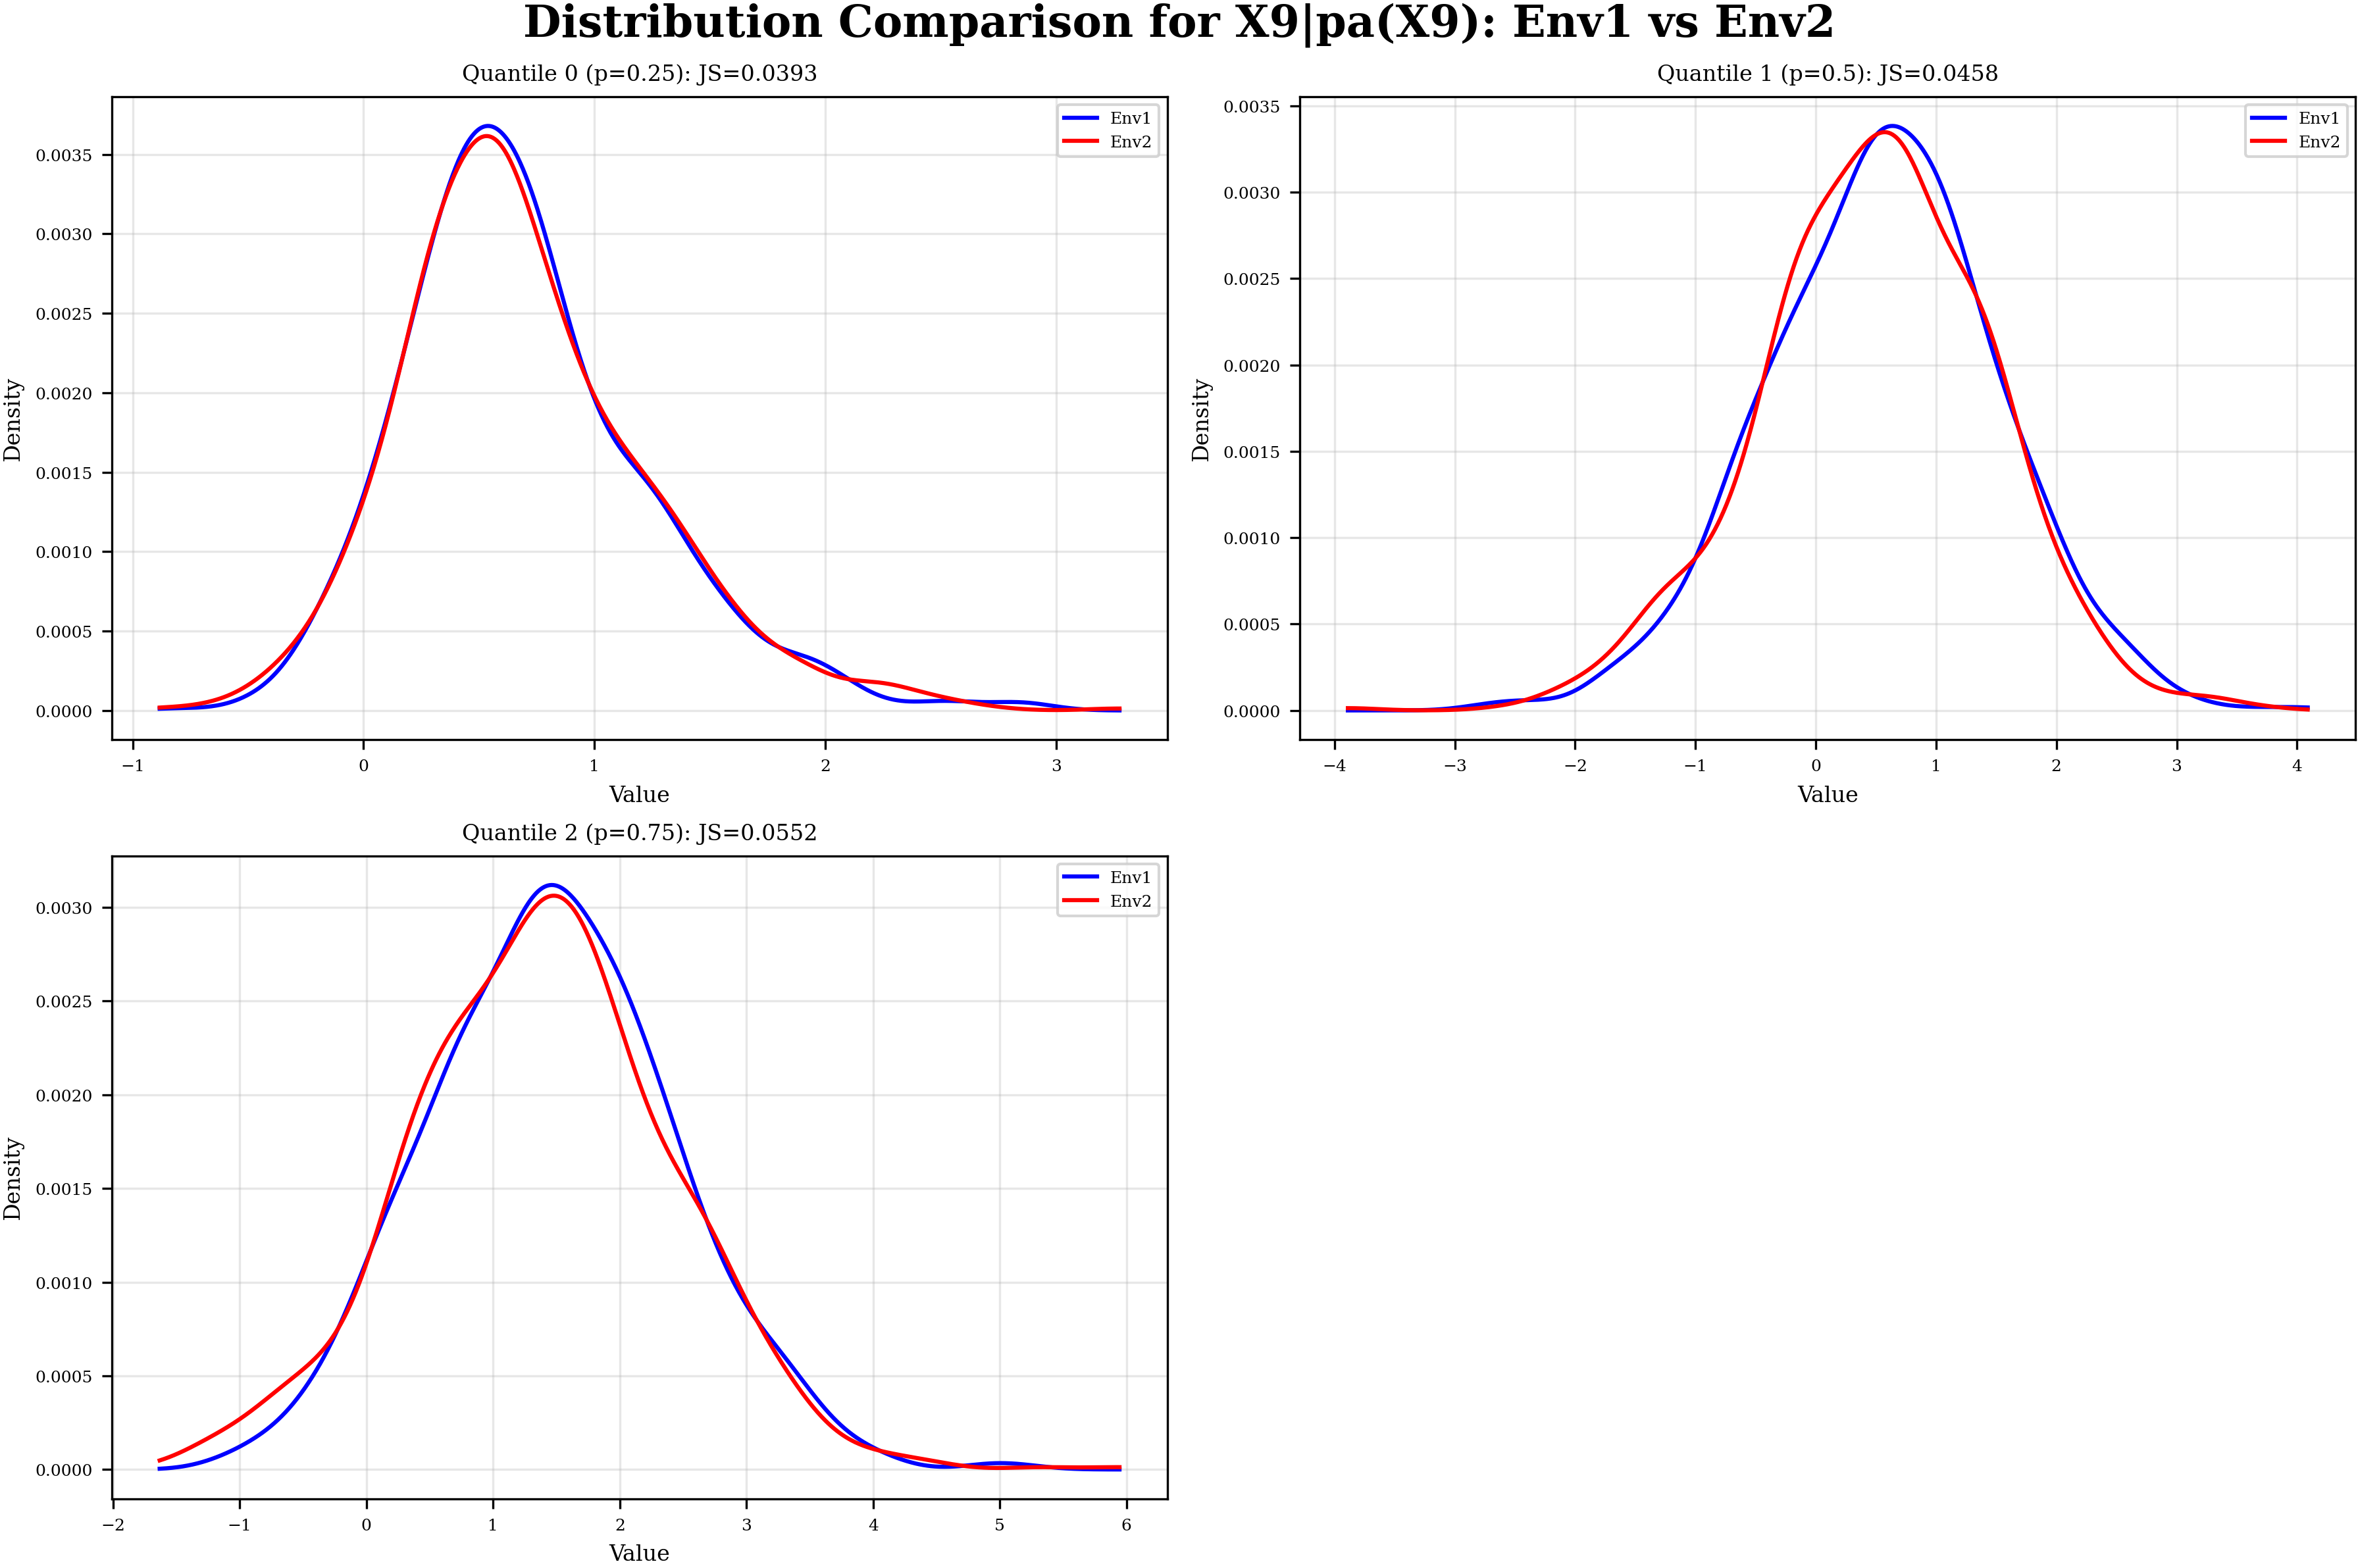 Distribution Comparison for X9|pa(X9): Env1 vs Env2
Quantile 0 (p=0.25): JS=0.0393
Env1
Env2
Density
0.0035
0.0030
0.0025
0.0020
0.0015
0.0010
0.0005
0.0000
−1 0 1 2 3
Value
Quantile 1 (p=0.5): JS=0.0458
Env1
Env2
Density
0.0035
0.0030
0.0025
0.0020
0.0015
0.0010
0.0005
0.0000
−4 −3 −2 −1 0 1 2 3 4
Value
Quantile 2 (p=0.75): JS=0.0552
Env1
Env2
Density
0.0030
0.0025
0.0020
0.0015
0.0010
0.0005
0.0000
−2 −1 0 1 2 3 4 5 6
Value